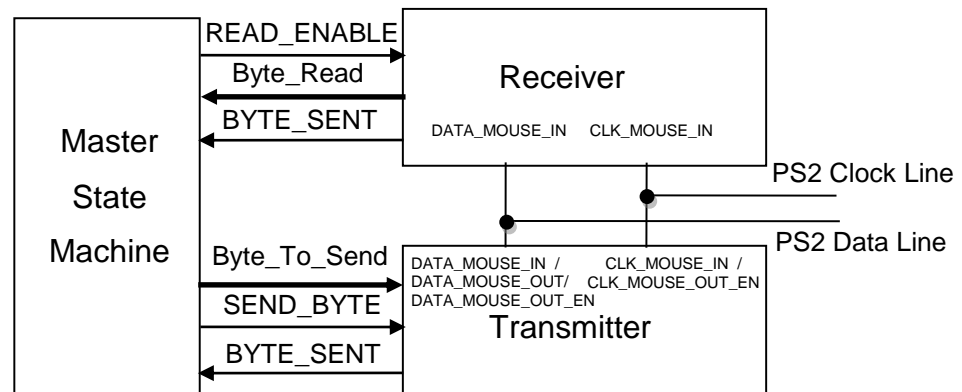 READ_ENABLE
Byte_Read
BYTE_SENT
Receiver
DATA_MOUSE_IN CLK_MOUSE_IN
Master
State
Machine
PS2 Clock Line
PS2 Data Line
Byte_To_Send
SEND_BYTE
BYTE_SENT
DATA_MOUSE_IN /
DATA_MOUSE_OUT/
DATA_MOUSE_OUT_EN
CLK_MOUSE_IN /
CLK_MOUSE_OUT_EN
Transmitter